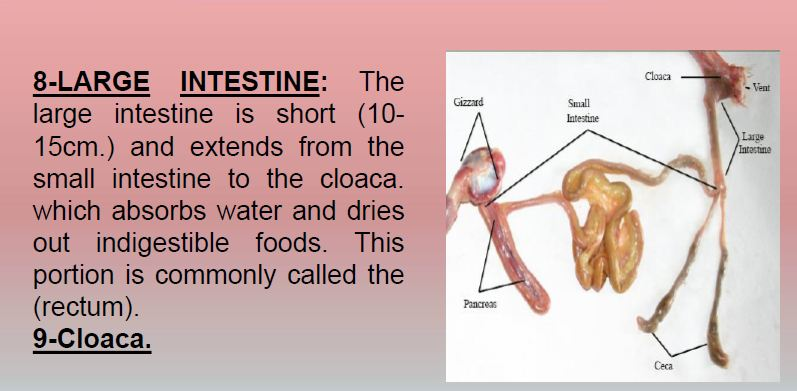 8-LARGE INTESTINE: The
large intestine is short (10-
15cm.) and extends from the
small intestine to the cloaca.
which absorbs water and dries
out indigestible foods. This
portion is commonly called the
(rectum).
9-Cloaca.
Cloaca
Vent
Gizzard
Small
Intestine
Large
Intestine
Pancreas
Ceca